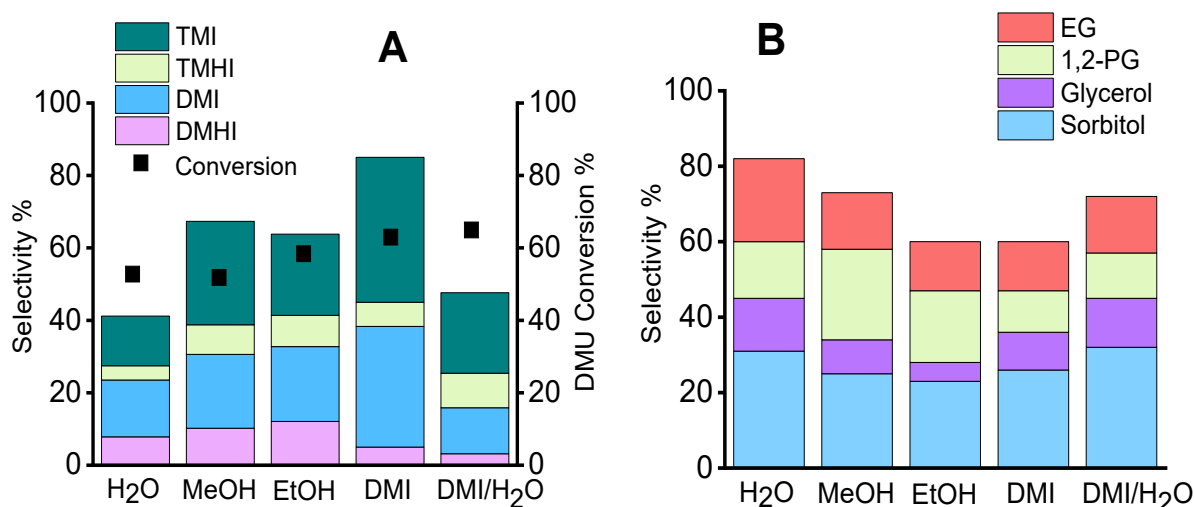 A
TMI
TMHI
DMI
DMHI
Conversion
Selectivity %
100
80
60
40
20
0
DMU Conversion %
100
80
60
40
20
0
H2O MeOH EtOH DMI DMI/H2O
B
EG
1,2-PG
Glycerol
Sorbitol
Selectivity %
100
80
60
40
20
0
H2O MeOH EtOH DMI DMI/H2O